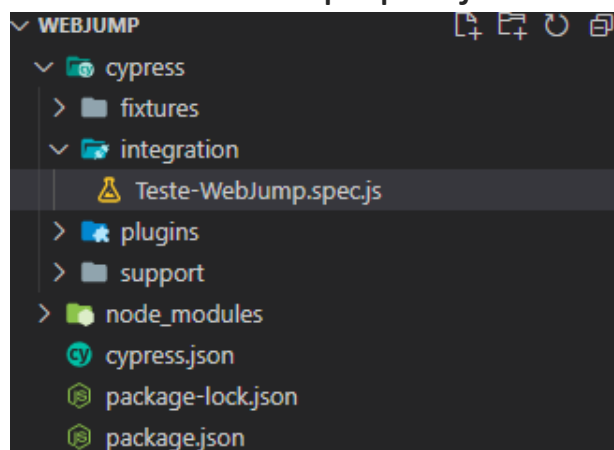 WEBJUMP
cypress
fixtures
integration
Teste-WebJump.spec.js
plugins
support
node_modules
cypress.json
package-lock.json
package.json